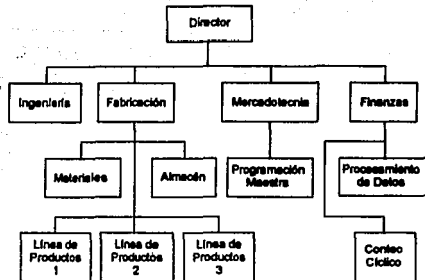 Director
Ingeniería
Fabricación
Mercadotecnia
Finanzas
Materiales
Almacén
Programación
Maestra
Procesamiento
de Datos
Línea de
Productos
1
Línea de
Productos
2
Línea de
Productos
3
Conteo
Cíclico